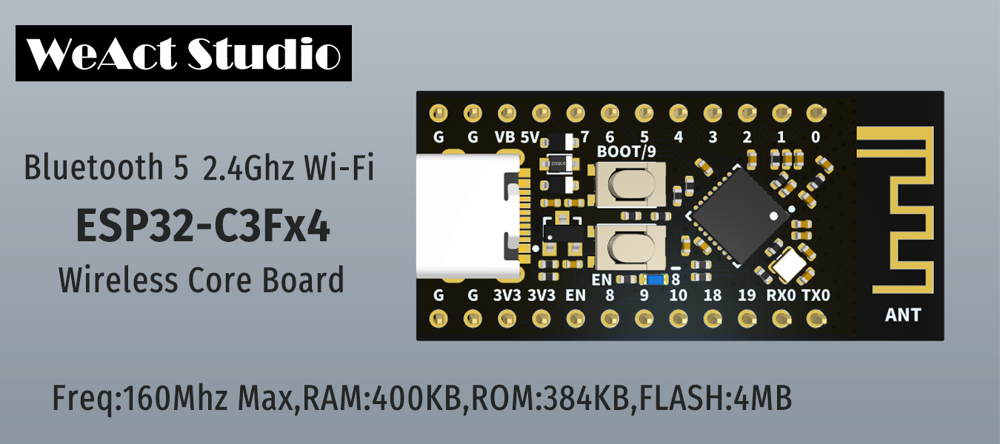 WeAct Studio
Bluetooth 5 2.4Ghz Wi-Fi
ESP32-C3Fx4
Wireless Core Board
G G VB 5V 7 6 5 4 3 2 1 0
BOOT/9
EN 8
G G 3V3 3V3 EN 8 9 10 18 19 RX0 TX0
ANT
Freq:160Mhz Max,RAM:400KB,ROM:384KB,FLASH:4MB